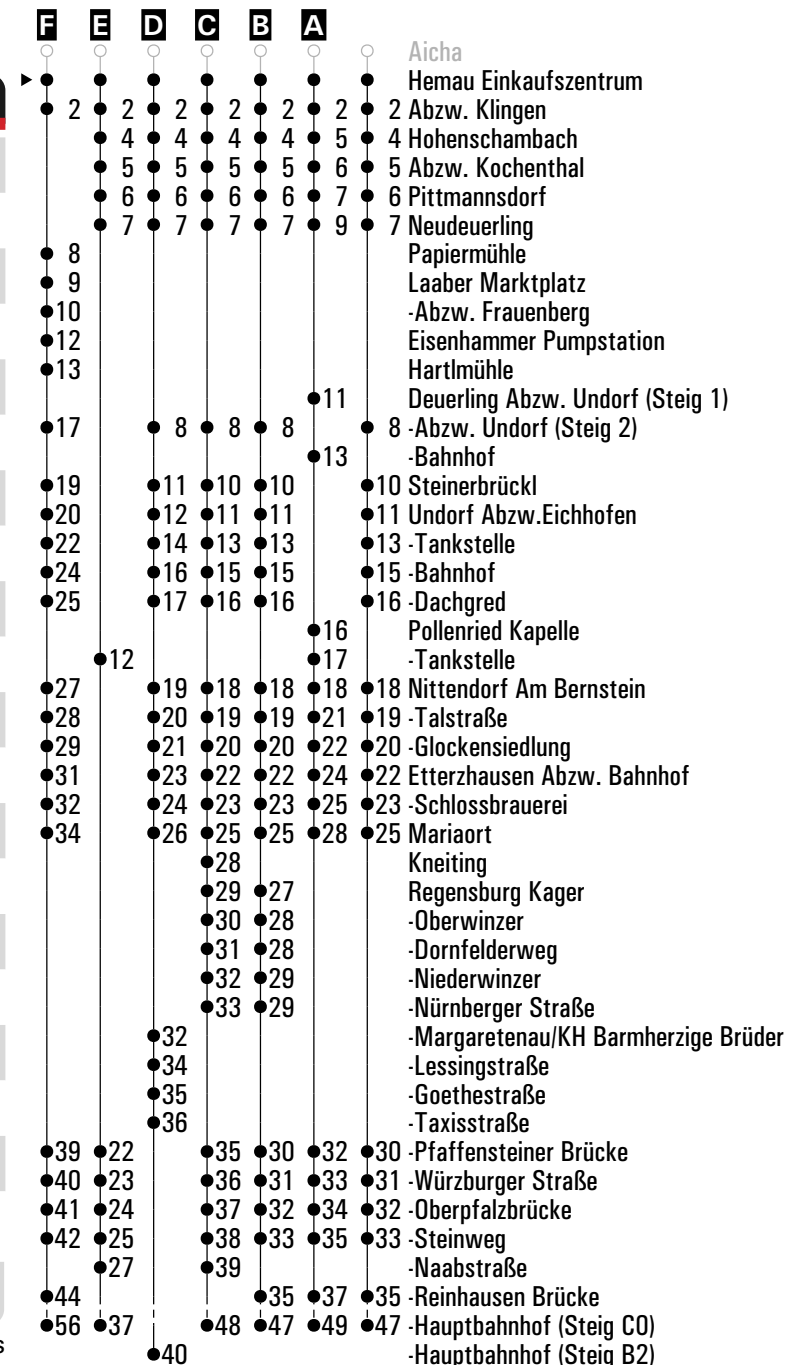 F E D C B A
Aicha
Hemau Einkaufszentrum
2 2 2 2 2 2 2 Abzw. Klingen
4 4 4 4 5 4 Hohenschambach
5 5 5 5 6 5 Abzw. Kochenthal
6 6 6 6 7 6 Pittmannsdorf
7 7 7 7 9 7 Neudeuerling
8 Papiermühle
9 Laaber Marktplatz
10 -Abzw. Frauenberg
12 Eisenhammer Pumpstation
13 Hartlmühle
11 Deuerling Abzw. Undorf (Steig 1)
17 8 8 8 8 -Abzw. Undorf (Steig 2)
13 -Bahnhof
19 11 10 10 10 Steinerbrückl
20 12 11 11 11 Undorf Abzw.Eichhofen
22 14 13 13 13 -Tankstelle
24 16 15 15 15 -Bahnhof
25 17 16 16 16 -Dachgred
16 Pollenried Kapelle
12 17 -Tankstelle
27 19 18 18 18 18 Nittendorf Am Bernstein
28 20 19 19 21 19 -Talstraße
29 21 20 20 22 20 -Glockensiedlung
31 23 22 22 24 22 Etterzhausen Abzw. Bahnhof
32 24 23 23 25 23 -Schlossbrauerei
34 26 25 25 28 25 Mariaort
28 Kneiting
29 27 Regensburg Kager
30 28 -Oberwinzer
31 28 -Dornfelderweg
32 29 -Niederwinzer
33 29 -Nürnberger Straße
32 -Margaretenau/KH Barmherzige Brüder
34 -Lessingstraße
35 -Goethestraße
36 -Taxisstraße
39 22 35 30 32 30 -Pfaffensteiner Brücke
40 23 36 31 33 31 -Würzburger Straße
41 24 37 32 34 32 -Oberpfalzbrücke
42 25 38 33 35 33 -Steinweg
27 39 -Naabstraße
44 35 37 35 -Reinhausen Brücke
56 37 48 47 49 47 -Hauptbahnhof (Steig C0)
s
40 -Hauptbahnhof (Steig B2)